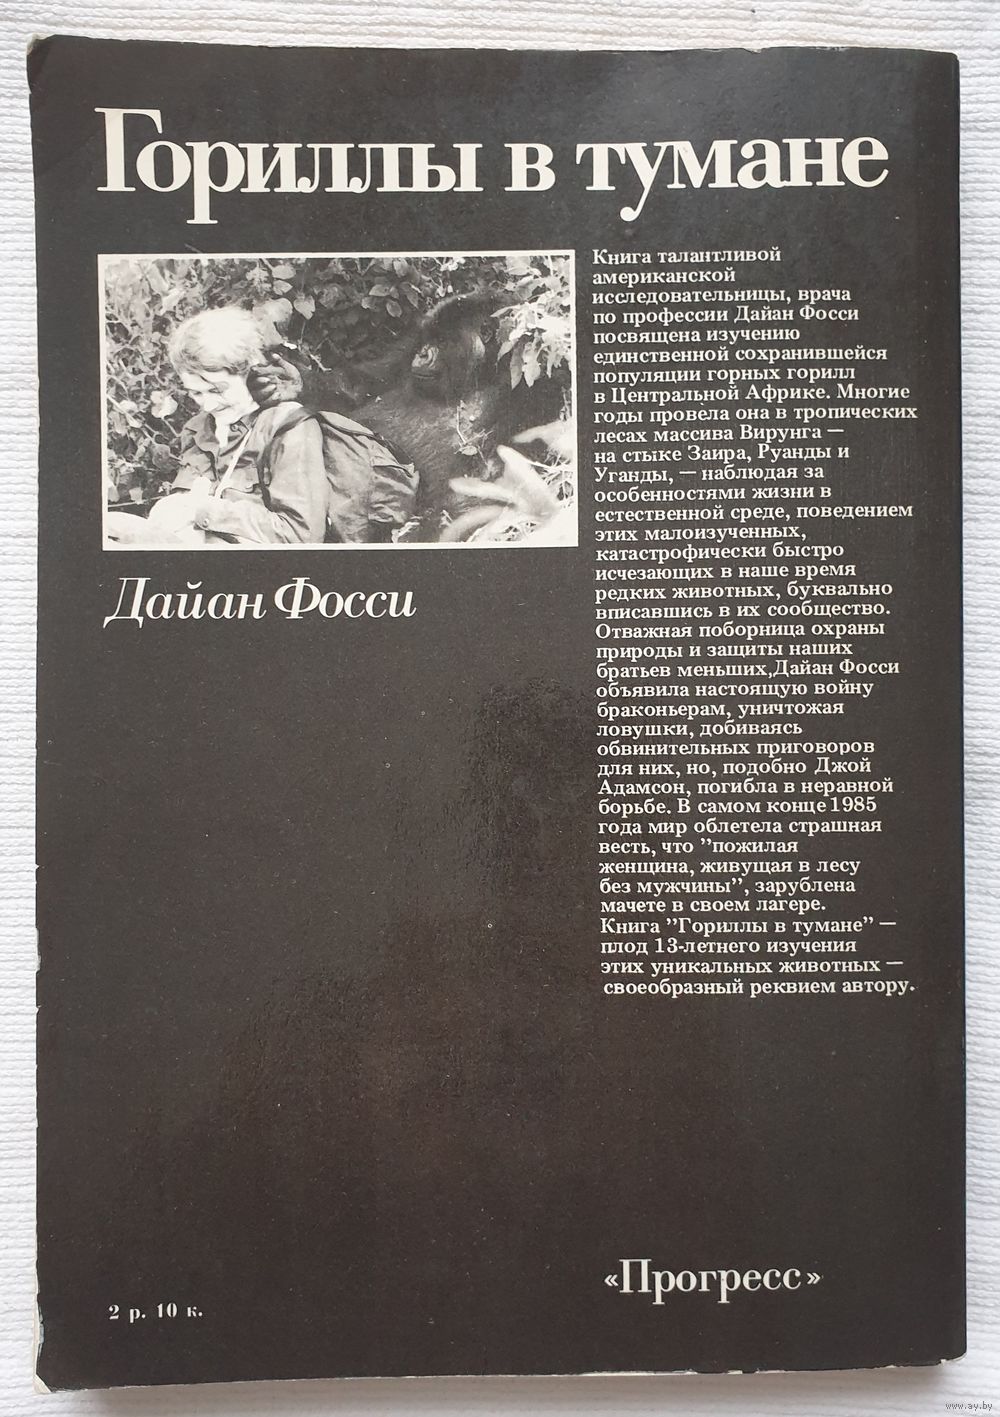 Гориллы в тумане
Книга талантливой
американской
исследовательницы, врача
по профессии Дайан Фосси
посвящена изучению
единственной сохранившейся
популяции горных горилл
в Центральной Африке. Многие
годы провела она в тропических
лесах массива Вирунга —
на стыке Заира, Руанды и
Уганды, — наблюдая за
особенностями жизни в
естественной среде, поведением
этих малоизученных,
катастрофически быстро
исчезающих в наше время
редких животных, буквально
вписавшись в их сообщество.
Отважная поборница охраны
природы и защиты наших
братьев меньших,Дайан Фосси
объявила настоящую войну
браконьерам, уничтожая
ловушки, добиваясь
обвинительных приговоров
для них, но, подобно Джой
Адамсон, погибла в неравной
борьбе. В самом конце 1985
года мир облетела страшная
весть, что ”пожилая
женщина, живущая в лесу
без мужчины”, зарублена
мачете в своем лагере.
Книга ”Гориллы в тумане” —
плод 13-летнего изучения
этих уникальных животных —
своеобразный реквием автору.
Дайан Фосси
«Прогресс»
2 р. 10 к.
www.ay.by